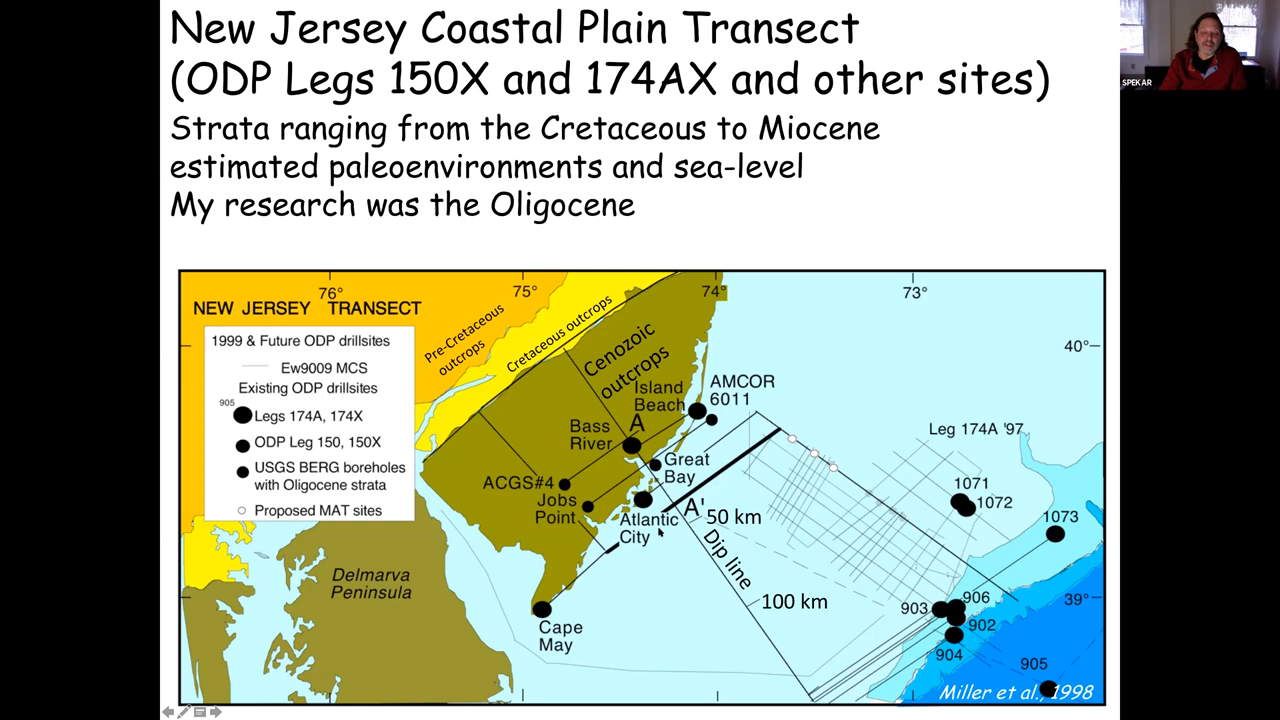 New Jersey Coastal Plain Transect
(ODP Legs 150X and 174AX and other sites)
Strata ranging from the Cretaceous to Miocene
estimated paleoenvironments and sea-level
My research was the Oligocene
SPEKAR
76°
75°
74°
73°
NEW JERSEY TRANSECT
1999 & Future ODP drillsites
Ew9009 MCS
Existing ODP drillsites
905
Legs 174A, 174X
ODP Leg 150, 150X
USGS BERG boreholes
with Oligocene strata
Proposed MAT sites
Pre-Cretaceous
outcrops
Cretaceous outcrops
Cenozoic
outcrops
40°
Island
Beach
AMCOR
6011
A
Bass
River
Leg 174A '97
Great
Bay
ACGS#4
Jobs
Point
1071
1072
A'
Atlantic
City
50 km
1073
Dip line
Delmarva
Peninsula
100 km
39°
903
906
902
904
Cape
May
905
Miller et al., 1998